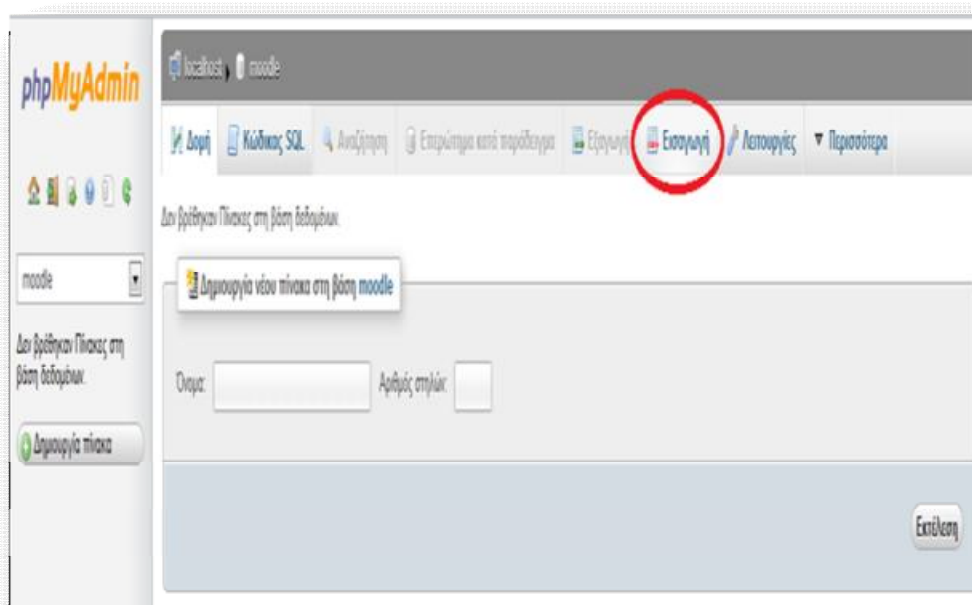 phpMyAdmin
localhost
moodle
Δομή
Κώδικας SQL
Αναζήτηση
Επερώτημα κατά παράδειγμα
Εξαγωγή
Εισαγωγή
Λειτουργίες
Περισσότερα
Δεν βρέθηκαν Πίνακες στη βάση δεδομένων.
moodle
Δημιουργία νέου πίνακα στη βάση moodle
Δεν βρέθηκαν Πίνακες στη
βάση δεδομένων.
Όνομα:
Αριθμός στηλών:
Δημιουργία πίνακα
Εκτέλεση